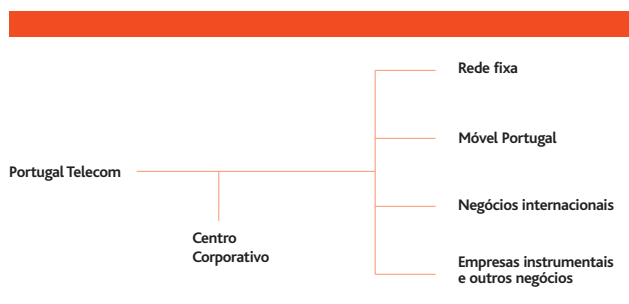 Rede fixa
Móvel Portugal
Portugal Telecom
Negócios internacionais
Centro
Corporativo
Empresas instrumentais
e outros negócios